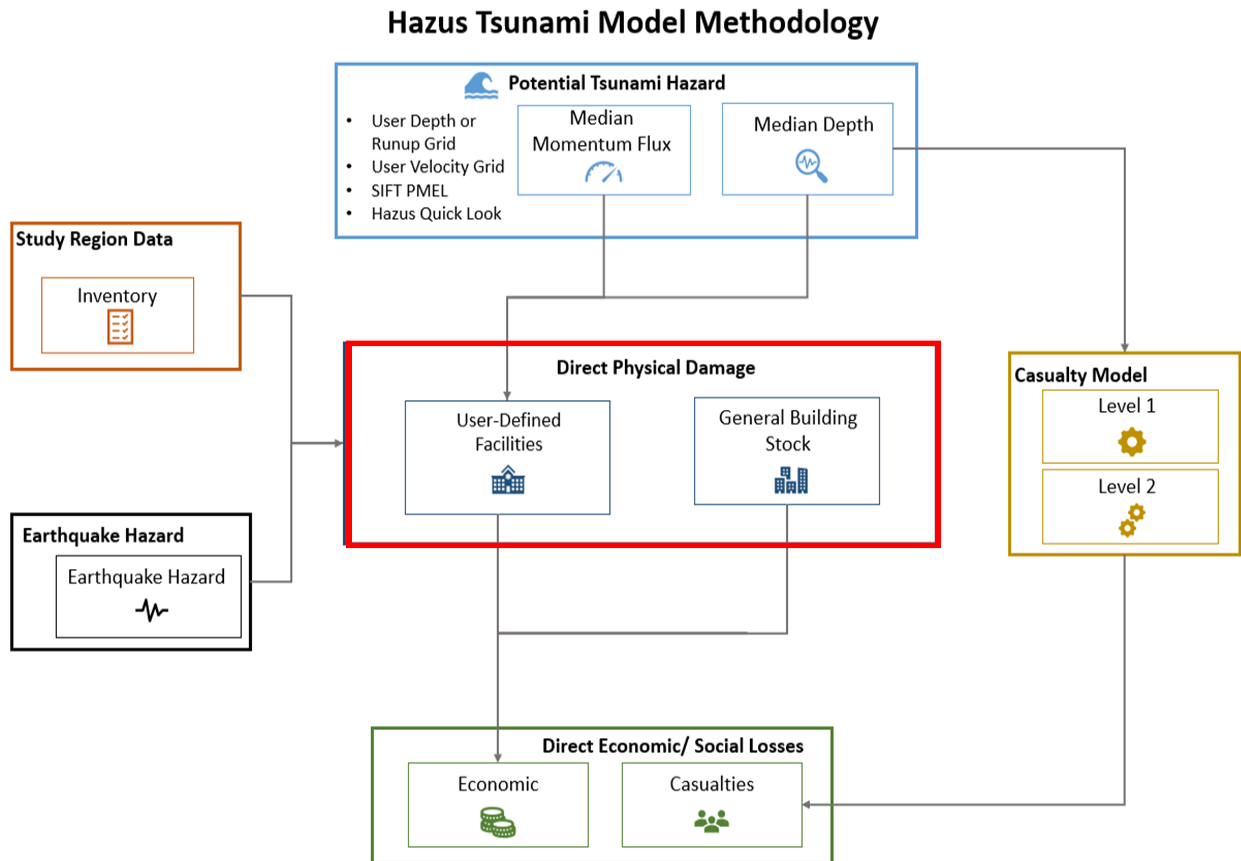 Hazus Tsunami Model Methodology
Potential Tsunami Hazard
• User Depth or
Runup Grid
• User Velocity Grid
• SIFT PMEL
• Hazus Quick Look
Median
Momentum Flux
Median Depth
Study Region Data
Inventory
Direct Physical Damage
User-Defined
Facilities
General Building
Stock
Casualty Model
Level 1
Level 2
Earthquake Hazard
Earthquake Hazard
Direct Economic/ Social Losses
Economic
Casualties